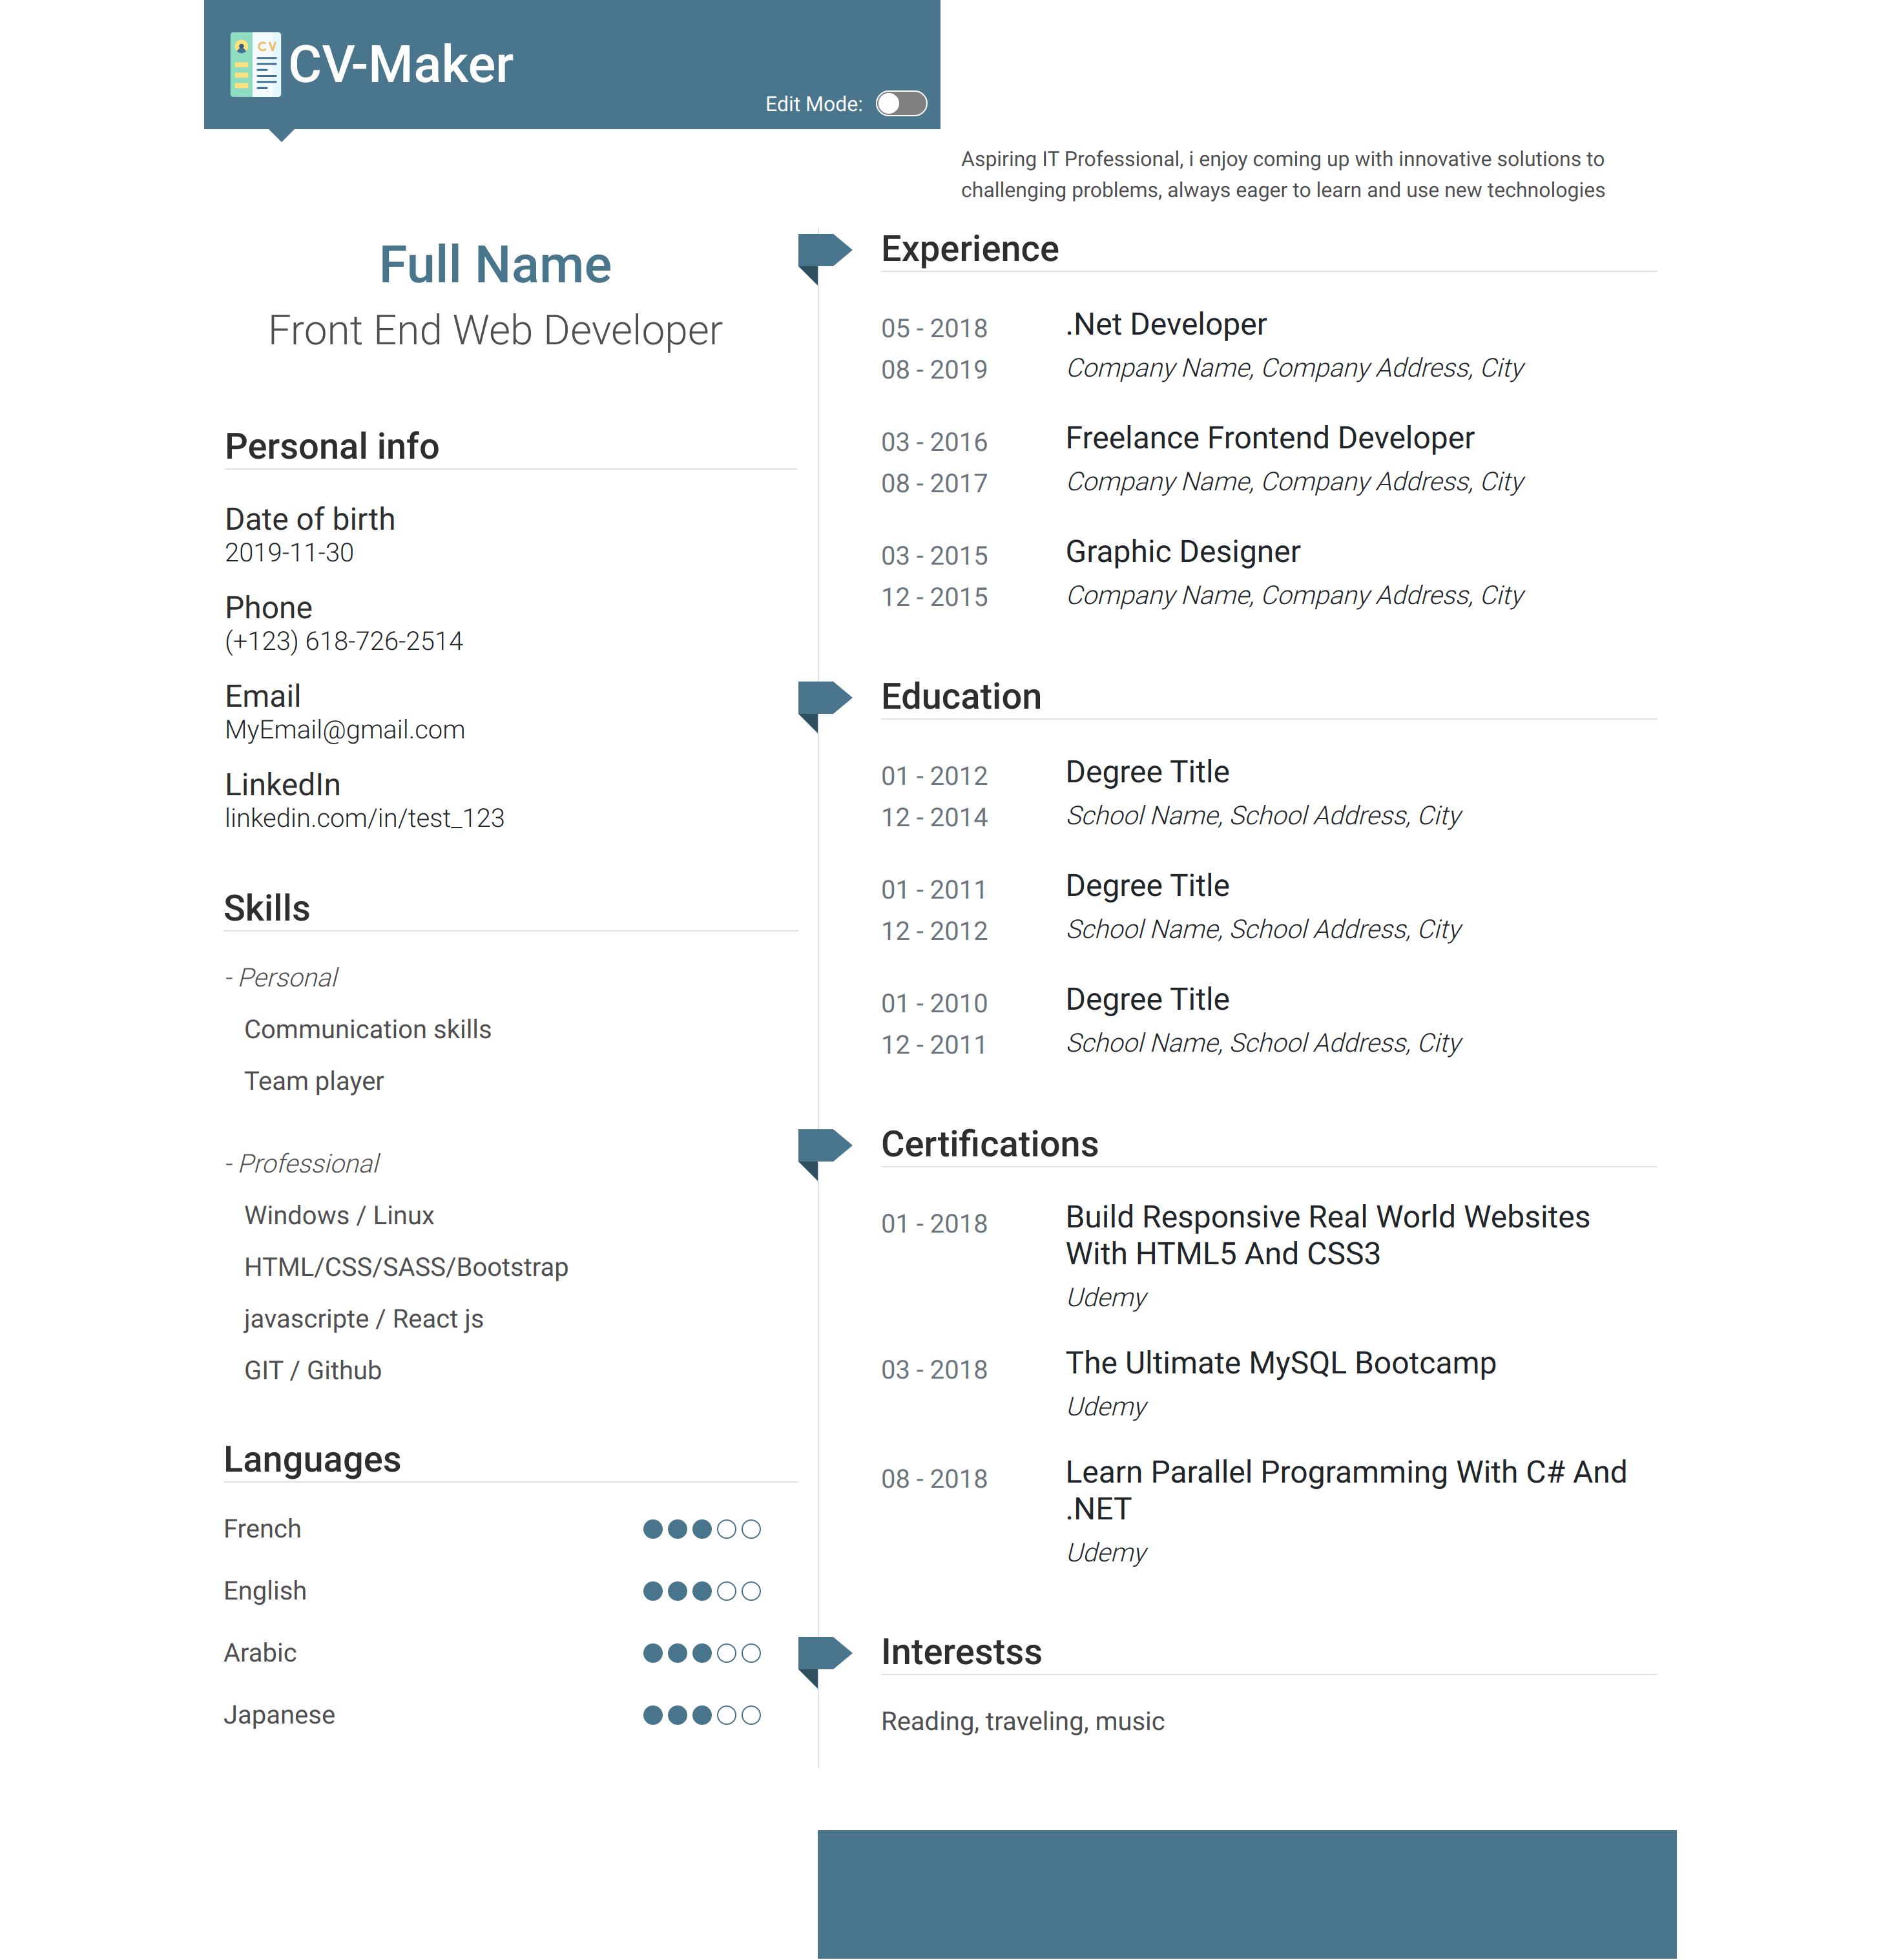 CV
CV-Maker
Edit Mode:
Aspiring IT Professional, i enjoy coming up with innovative solutions to
challenging problems, always eager to learn and use new technologies
Full Name
Front End Web Developer
Personal info
Date of birth
2019-11-30
Phone
(+123) 618-726-2514
Email
MyEmail@gmail.com
LinkedIn
linkedin.com/in/test_123
Skills
- Personal
Communication skills
Team player
- Professional
Windows / Linux
HTML/CSS/SASS/Bootstrap
javascripte / React js
GIT / Github
Languages
French
English
Arabic
Japanese
Experience
05 - 2018
08 - 2019
.Net Developer
Company Name, Company Address, City
03 - 2016
08 - 2017
Freelance Frontend Developer
Company Name, Company Address, City
03 - 2015
12 - 2015
Graphic Designer
Company Name, Company Address, City
Education
01 - 2012
12 - 2014
Degree Title
School Name, School Address, City
01 - 2011
12 - 2012
Degree Title
School Name, School Address, City
01 - 2010
12 - 2011
Degree Title
School Name, School Address, City
Certifications
01 - 2018
Build Responsive Real World Websites
With HTML5 And CSS3
Udemy
03 - 2018
The Ultimate MySQL Bootcamp
Udemy
08 - 2018
Learn Parallel Programming With C# And
.NET
Udemy
Interestss
Reading, traveling, music